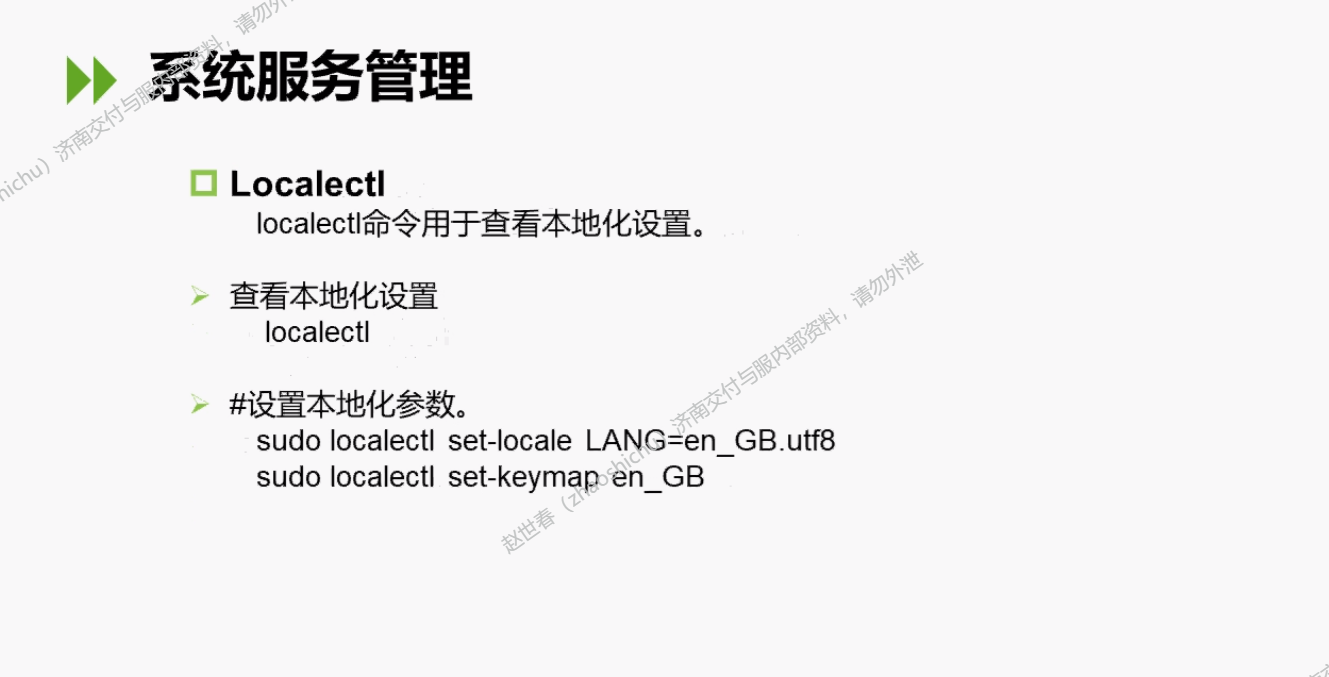 系统服务管理
Localectl
localectl命令用于查看本地化设置。
查看本地化设置
localectl
#设置本地化参数。
sudo localectl set-locale LANG=en_GB.utf8
sudo localectl set-keymap en_GB
hichu）济南交付与服内部资料，请勿外
赵世春（zhaoshichu）济南交付与服内部资料，请勿外泄